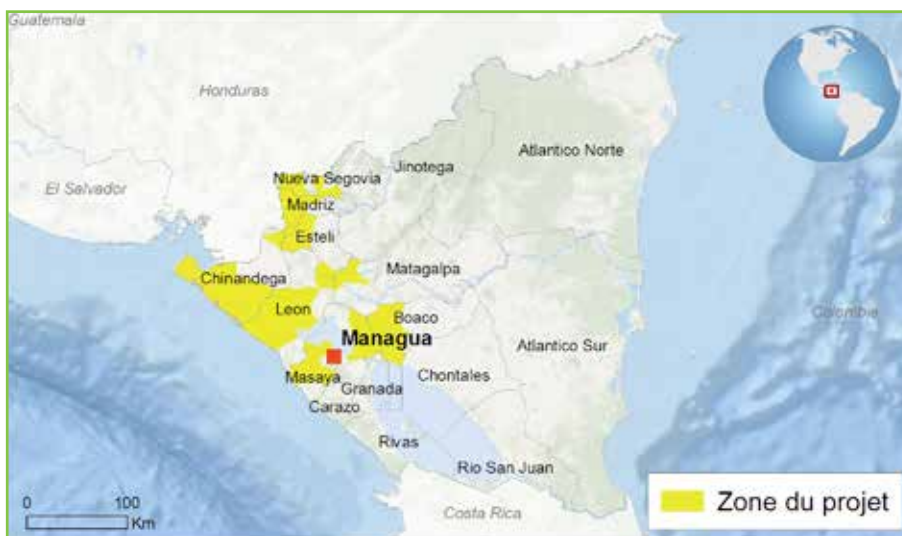 Guatemala
Honduras
El Salvador
Nueva Segovia
Jinotega
Atlantico Norte
Madriz
Esteli
Chinandega
Matagalpa
Leon
Boaco
Managua
Atlantico Sur
Colombie
Masaya
Granada
Chontales
Carazo
Rivas
Rio San Juan
Costa Rica
0 100
Km
Zone du projet